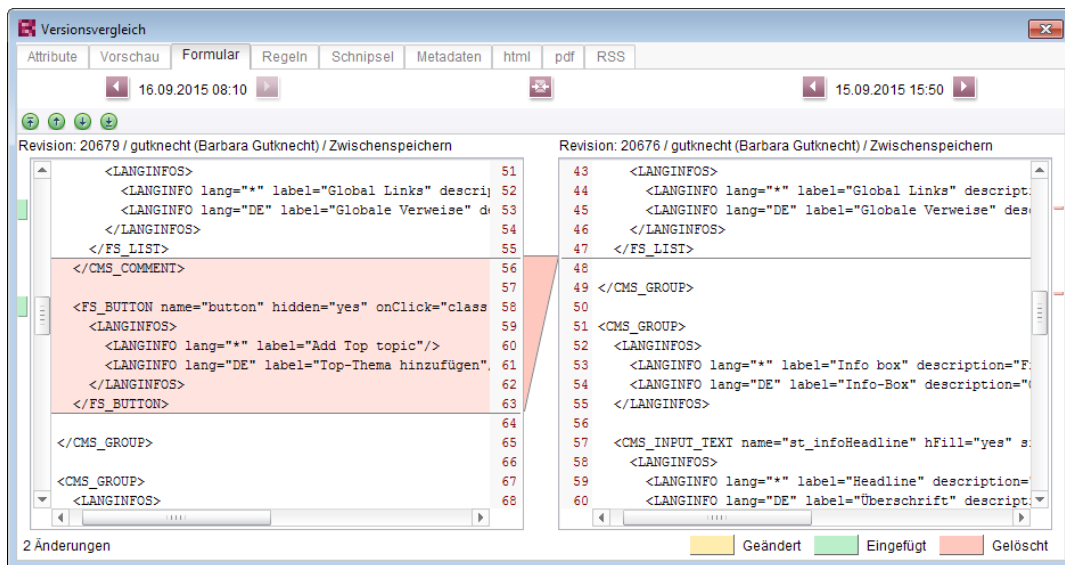 Versionsvergleich
Attribute Vorschau Formular Regeln Schnipsel Metadaten html pdf RSS
16.09.2015 08:10 15.09.2015 15:50
Revision: 20679 / gutknecht (Barbara Gutknecht) / Zwischenspeichern
<LANGINFOS> 51
<LANGINFO lang="*" label="Global Links" descrip 52
<LANGINFO lang="DE" label="Globale Verweise" de 53
</LANGINFOS> 54
</FS_LIST> 55
</CMS_COMMENT> 56
57
<FS_BUTTON name="button" hidden="yes" onClick="class 58
<LANGINFOS> 59
<LANGINFO lang="*" label="Add Top topic"/> 60
<LANGINFO lang="DE" label="Top-Thema hinzufügen" 61
</LANGINFOS> 62
</FS_BUTTON> 63
64
</CMS_GROUP> 65
66
<CMS_GROUP> 67
<LANGINFOS> 68
Revision: 20676 / gutknecht (Barbara Gutknecht) / Zwischenspeichern
43 <LANGINFOS>
44 <LANGINFO lang="*" label="Global Links" descript
45 <LANGINFO lang="DE" label="Globale Verweise" des
46 </LANGINFOS>
47 </FS_LIST>
48
49 </CMS_GROUP>
50
51 <CMS_GROUP>
52 <LANGINFOS>
53 <LANGINFO lang="*" label="Info box" description="F
54 <LANGINFO lang="DE" label="Info-Box" description="
55 </LANGINFOS>
56
57 <CMS_INPUT_TEXT name="st_infoHeadline" hFill="yes" s
58 <LANGINFOS>
59 <LANGINFO lang="*" label="Headline" description="
60 <LANGINFO lang="DE" label="Überschrift" descript
2 Änderungen Geändert Eingefügt Gelöscht